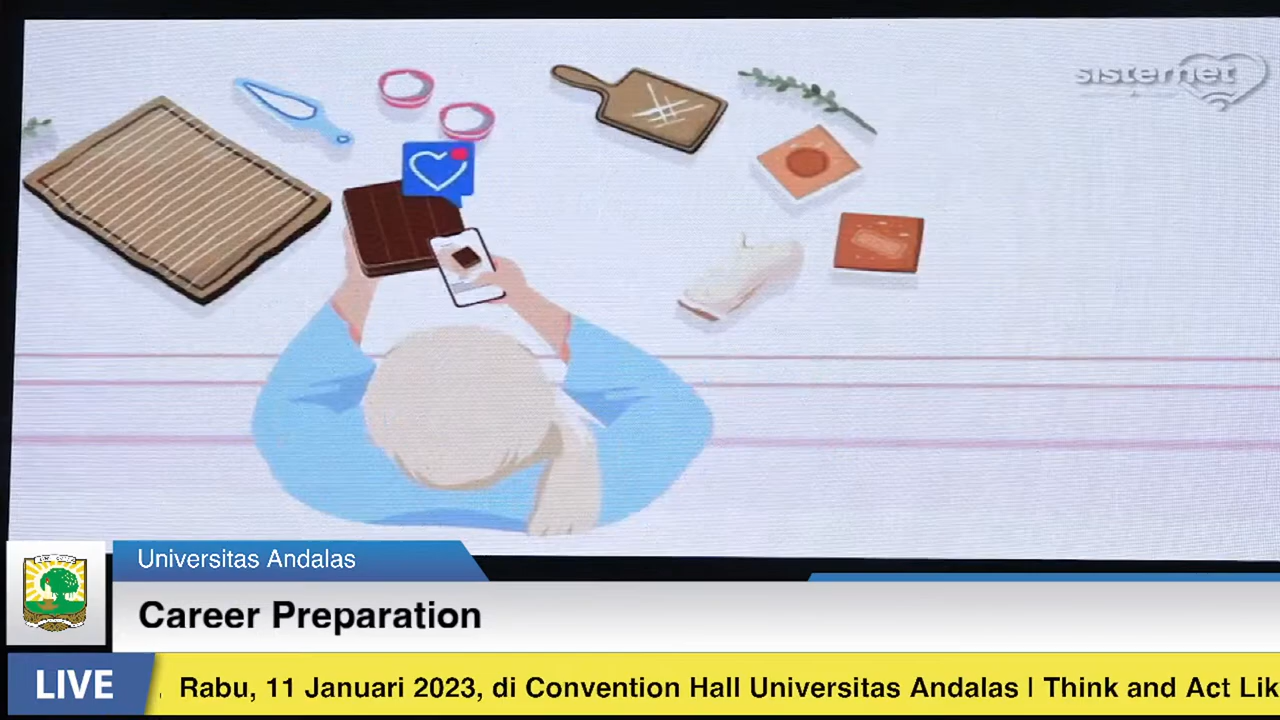 sisternet
Universitas Andalas
Career Preparation
LIVE
Rabu, 11 Januari 2023, di Convention Hall Universitas Andalas | Think and Act Lik